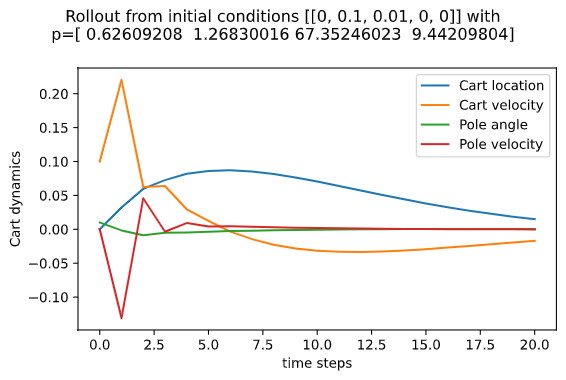 Rollout from initial conditions [[0, 0.1, 0.01, 0, 0]] with
p=[ 0.62609208  1.26830016 67.35246023  9.44209804]
Cart location
Cart velocity
Pole angle
Pole velocity
Cart dynamics
0.20
0.15
0.10
0.05
0.00
−0.05
−0.10
0.0 2.5 5.0 7.5 10.0 12.5 15.0 17.5 20.0
time steps